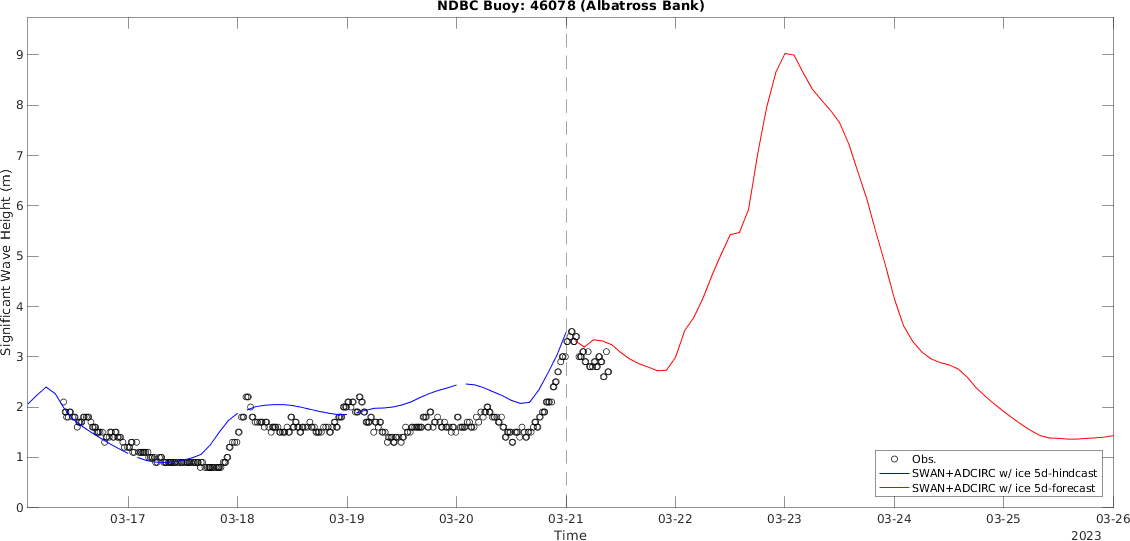 NDBC Buoy: 46078 (Albatross Bank)
9
8
7
6
5
4
3
2
1
0
Significant Wave Height (m)
Obs.
SWAN+ADCIRC w/ ice 5d-hindcast
SWAN+ADCIRC w/ ice 5d-forecast
03-17 03-18 03-19 03-20 03-21 03-22 03-23 03-24 03-25 03-26
Time
2023